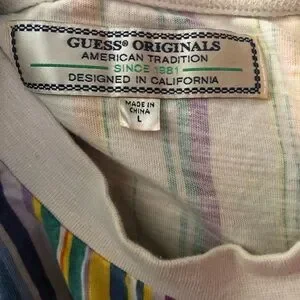 GUESS® ORIGINALS
AMERICAN TRADITION
SINCE 1981
DESIGNED IN CALIFORNIA
MADE IN
CHINA
L